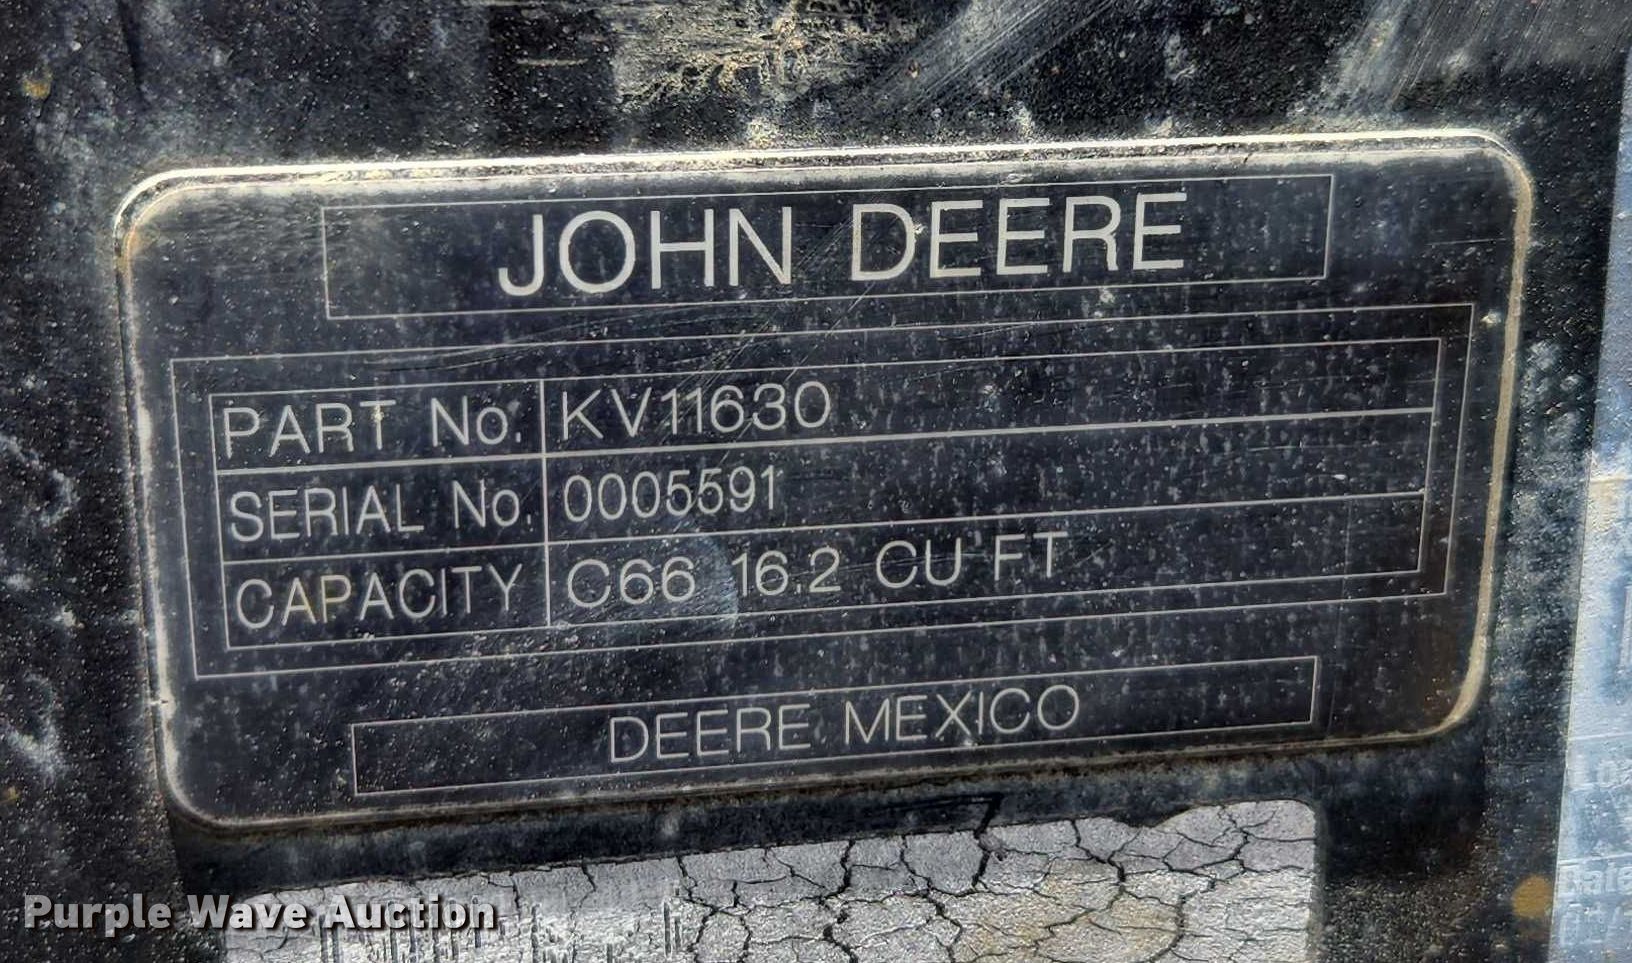 JOHN DEERE
PART No. KV11630
SERIAL No. 0005591
CAPACITY C66 16.2 CU FT
DEERE MEXICO
Purple Wave Auction